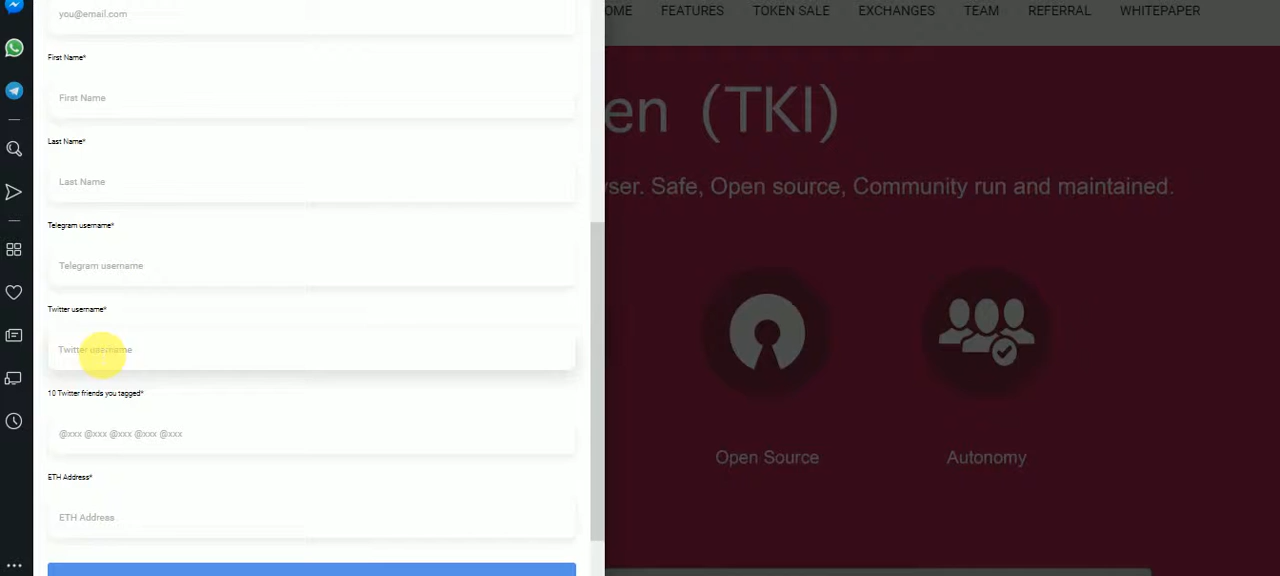 OME FEATURES TOKEN SALE EXCHANGES TEAM REFERRAL WHITEPAPER
you@email.com
First Name*
First Name
Last Name*
Last Name
Telegram username*
Telegram username
Twitter username*
Twitter username
10 Twitter friends you tagged*
@xxx @xxx @xxx @xxx @xxx
ETH Address*
ETH Address
en (TKI)
ser. Safe, Open source, Community run and maintained.
Open Source
Autonomy